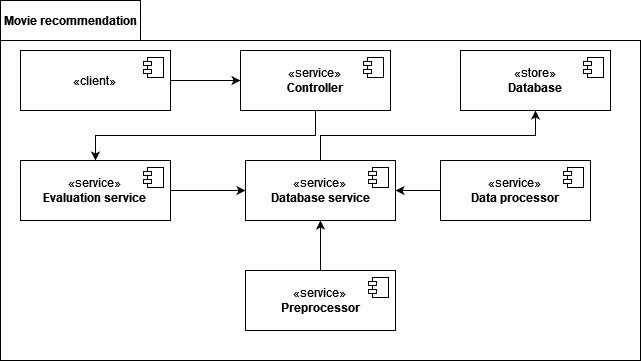 Movie recommendation
«client»
«service»
Controller
«store»
Database
«service»
Evaluation service
«service»
Database service
«service»
Data processor
«service»
Preprocessor